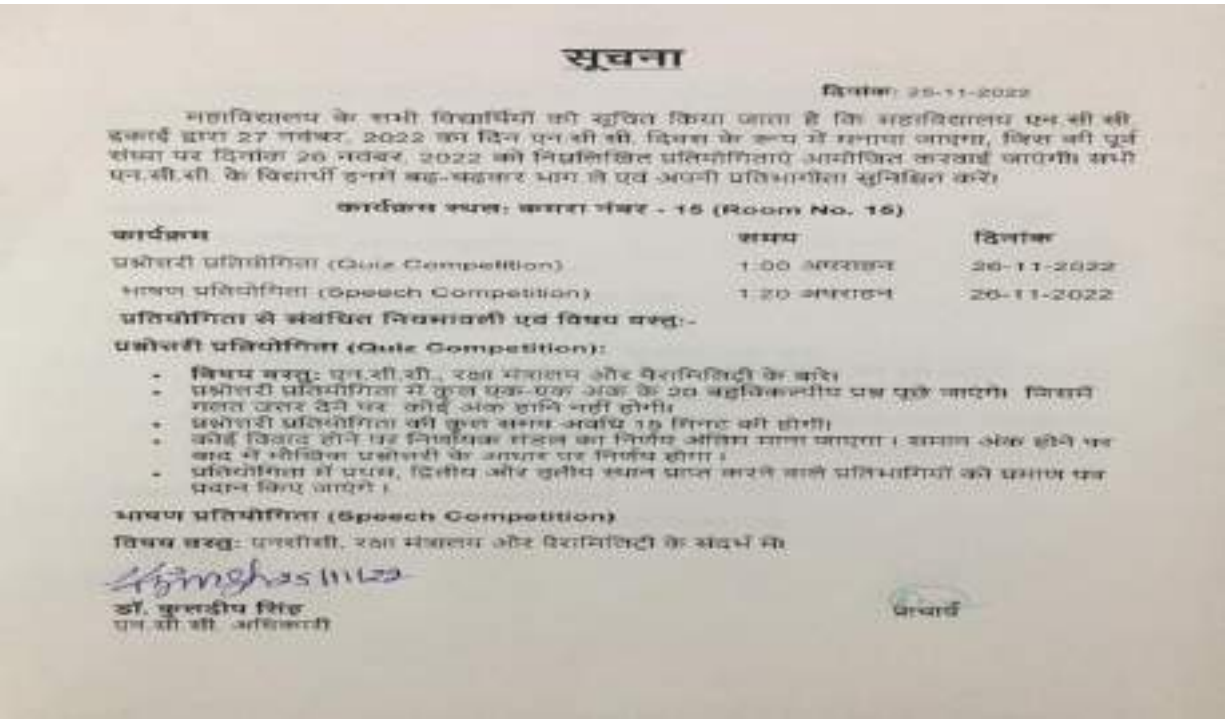 सूचना
दिनांक: 25-11-2022
महाविद्यालय के सभी विद्यार्थियों को सूचित किया जाता है कि महाविद्यालय एन.सी.सी.
इकाई द्वारा 27 नवंबर, 2022 का दिन एन.सी.सी. दिवस के रूप में मनाया जाएगा, जिस की पूर्व
संध्या पर दिनांक 26 नवंबर, 2022 को निम्नलिखित प्रतियोगिताएं आयोजित करवाई जाएंगी। सभी
एन.सी.सी. के विद्यार्थी इनमें बढ़-चढ़कर भाग ले एवं अपनी प्रतिभागीता सुनिश्चित करें।
कार्यक्रम स्थल: कमरा नंबर - 15 (Room No. 15)
कार्यक्रम समय दिनांक
प्रश्नोत्तरी प्रतियोगिता (Quiz Competition) 1:00 अपराहन 26-11-2022
भाषण प्रतियोगिता (Speech Competition) 1:20 अपराहन 26-11-2022
प्रतियोगिता से संबंधित नियमावली एवं विषय वस्तु:-
प्रश्नोत्तरी प्रतियोगिता (Quiz Competition):
• विषय वस्तु: एन.सी.सी., रक्षा मंत्रालय और पैरामिलिट्री के बारे।
• प्रश्नोत्तरी प्रतियोगिता में कुल एक-एक अंक के 20 बहुविकल्पीय प्रश्न पूछे जाएंगे। जिसमें
गलत उत्तर देने पर कोई अंक हानि नहीं होगी।
• प्रश्नोत्तरी प्रतियोगिता की कुल समय अवधि 15 मिनट की होगी।
• कोई विवाद होने पर निर्णायक मंडल का निर्णय अंतिम माना जाएगा । समान अंक होने पर
बाद में मौखिक प्रश्नोत्तरी के आधार पर निर्णय होगा ।
• प्रतियोगिता में प्रथम, द्वितीय और तृतीय स्थान प्राप्त करने वाले प्रतिभागियों को प्रमाण पत्र
प्रदान किए जाएंगे ।
भाषण प्रतियोगिता (Speech Competition)
विषय वस्तु: एनसीसी, रक्षा मंत्रालय और पैरामिलिट्री के संदर्भ में।
25/11/22
डॉ. कुलदीप सिंह
एन.सी.सी. अधिकारी
प्राचार्य